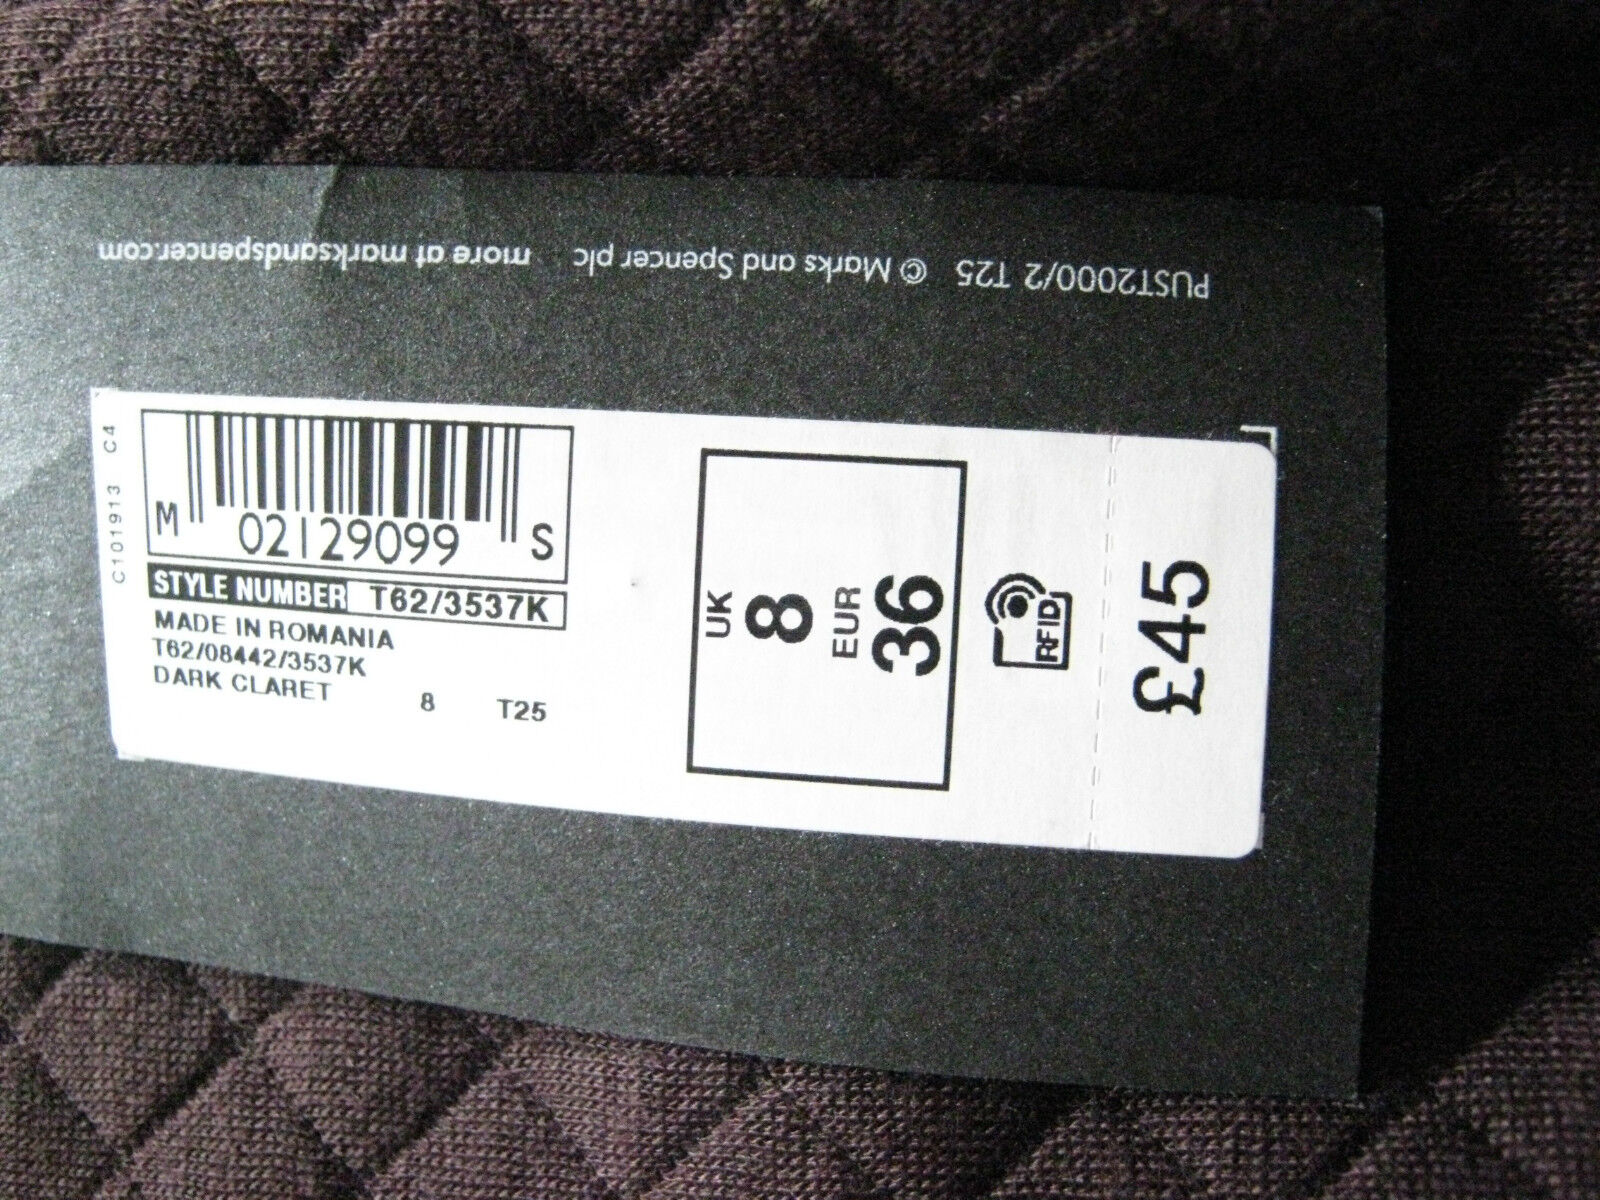 PUST2000/2 T25 © Marks and Spencer plc more at marksandspencer.com
C101913 C4
M 02129099 S
STYLE NUMBER T62/3537K
MADE IN ROMANIA
T62/08442/3537K
DARK CLARET 8 T25
UK
8
EUR
36
RFID
£45